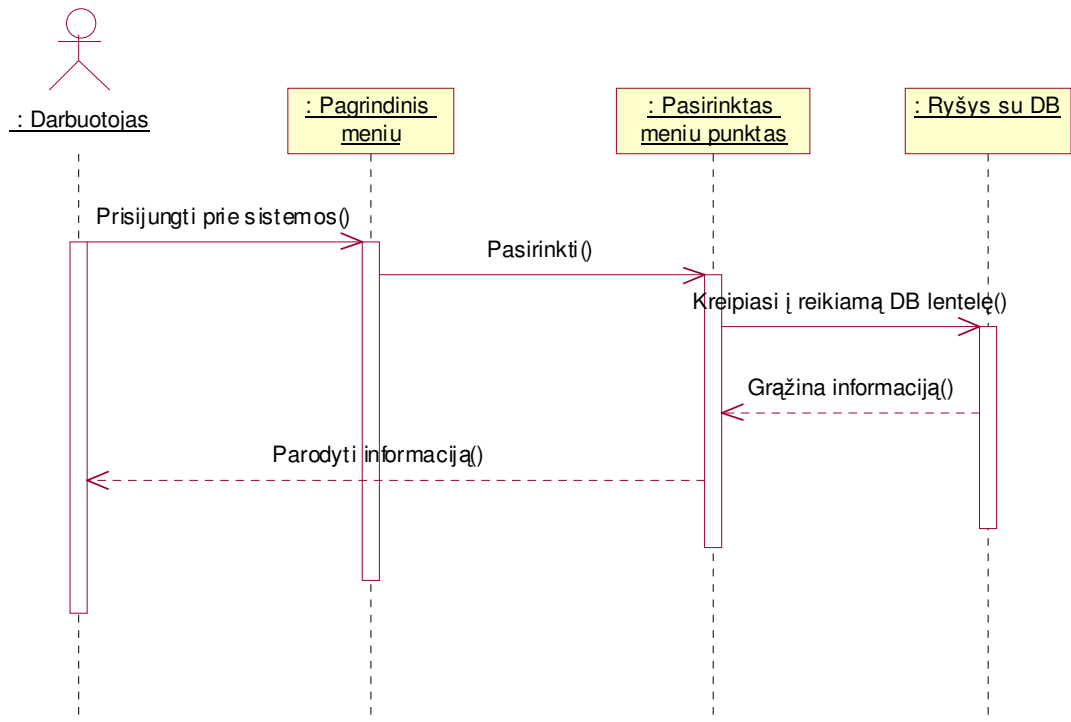 : Darbuotojas
: Pagrindinis
meniu
: Pasirinktas
meniu punktas
: Ryšys su DB
Prisijungti prie sistemos()
Pasirinkti()
Kreipiasi į reikiamą DB lentelę()
Grąžina informaciją()
Parodyti informaciją()